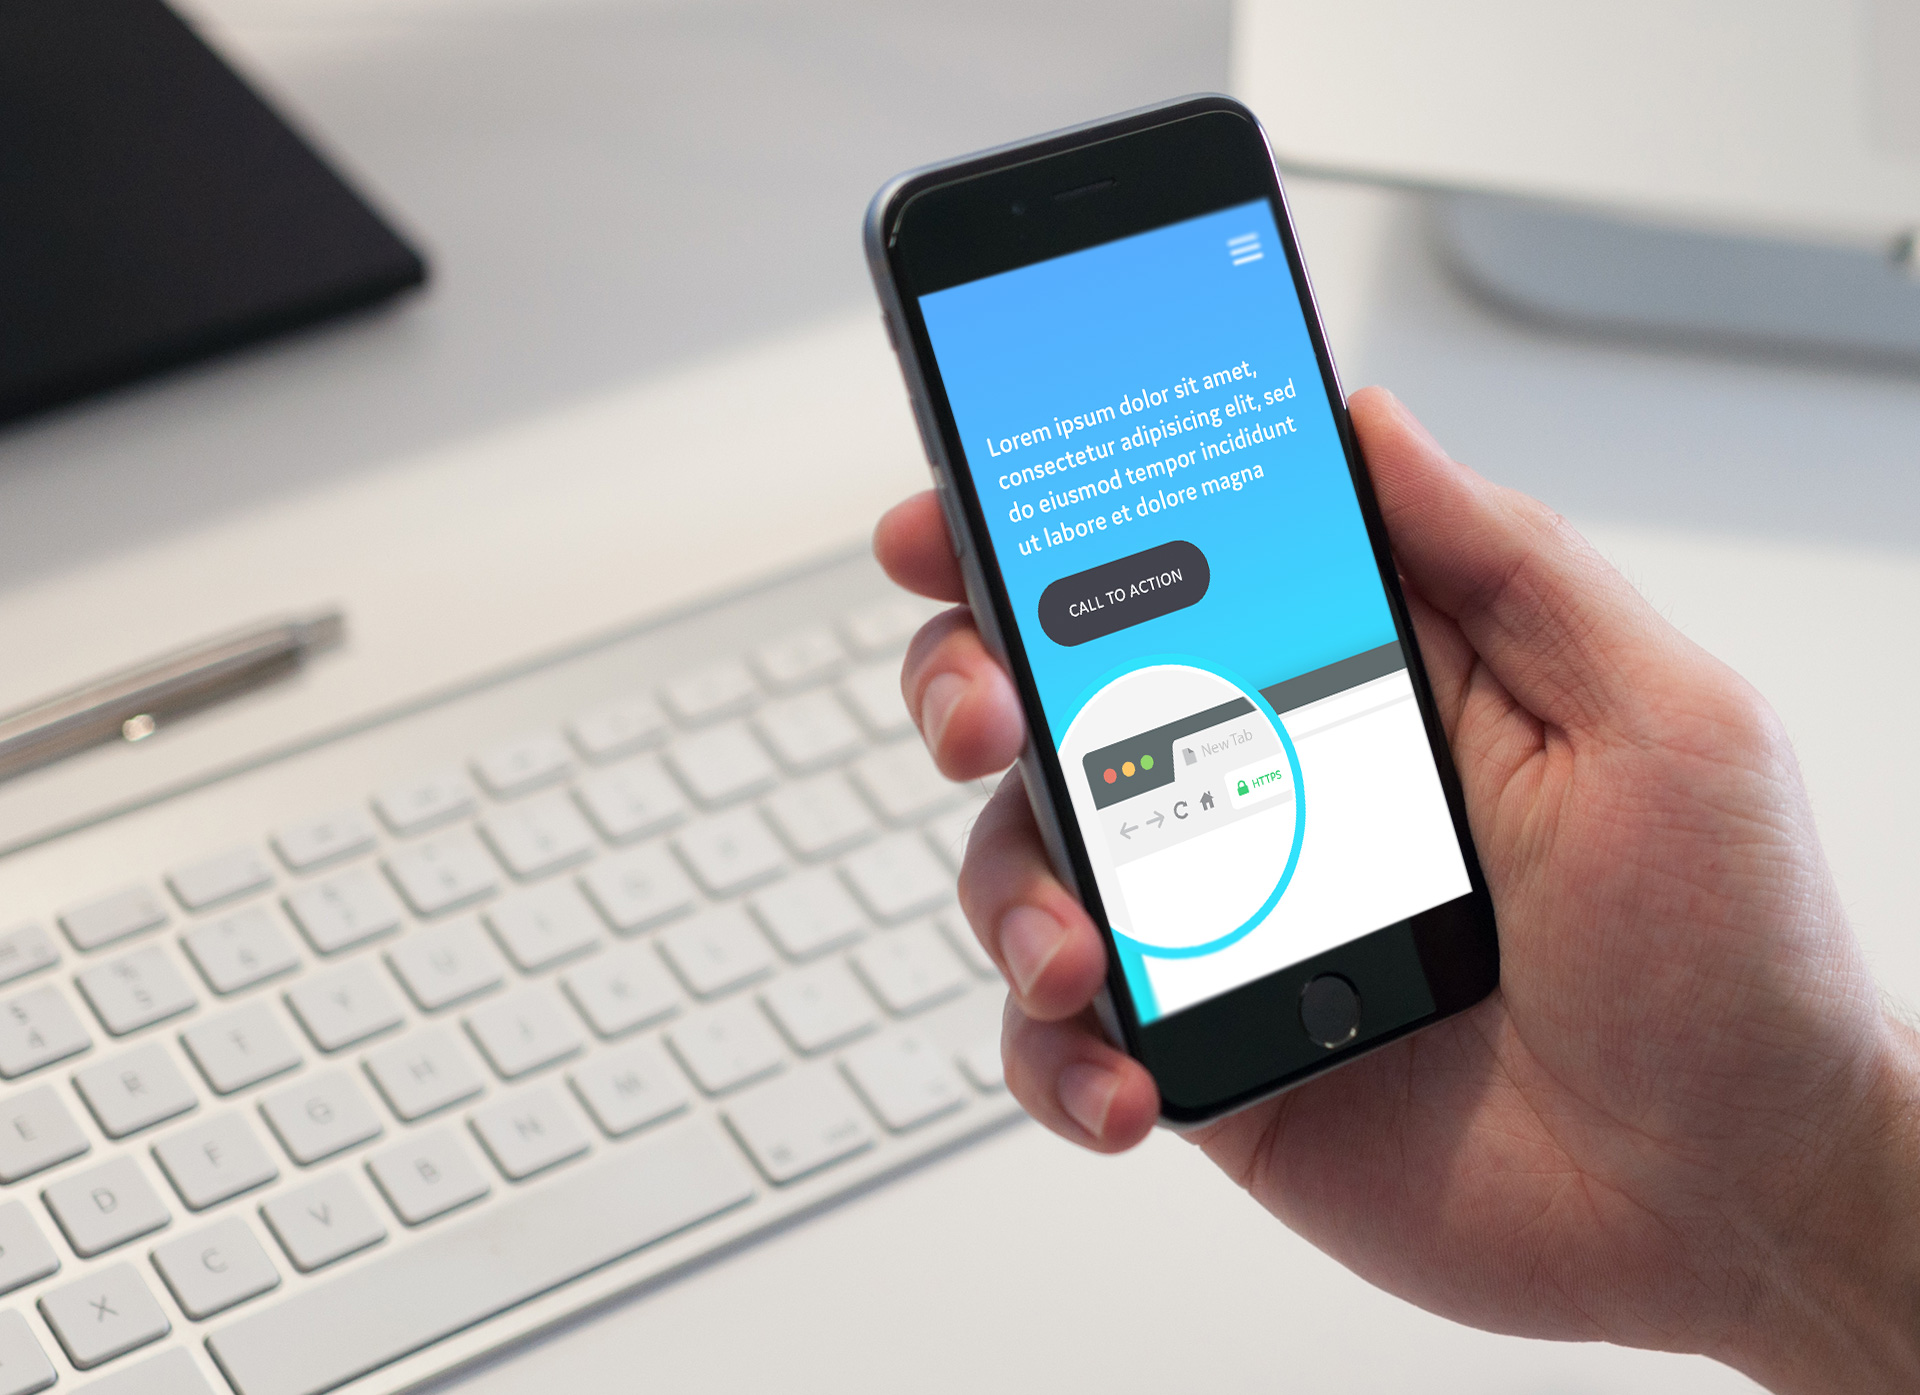 Lorem ipsum dolor sit amet,
consectetur adipisicing elit, sed
do eiusmod tempor incididunt
ut labore et dolore magna
CALL TO ACTION
New Tab
HTTPS
Y
T
H
R
G
M
E
F
N
D
V
B
C
X